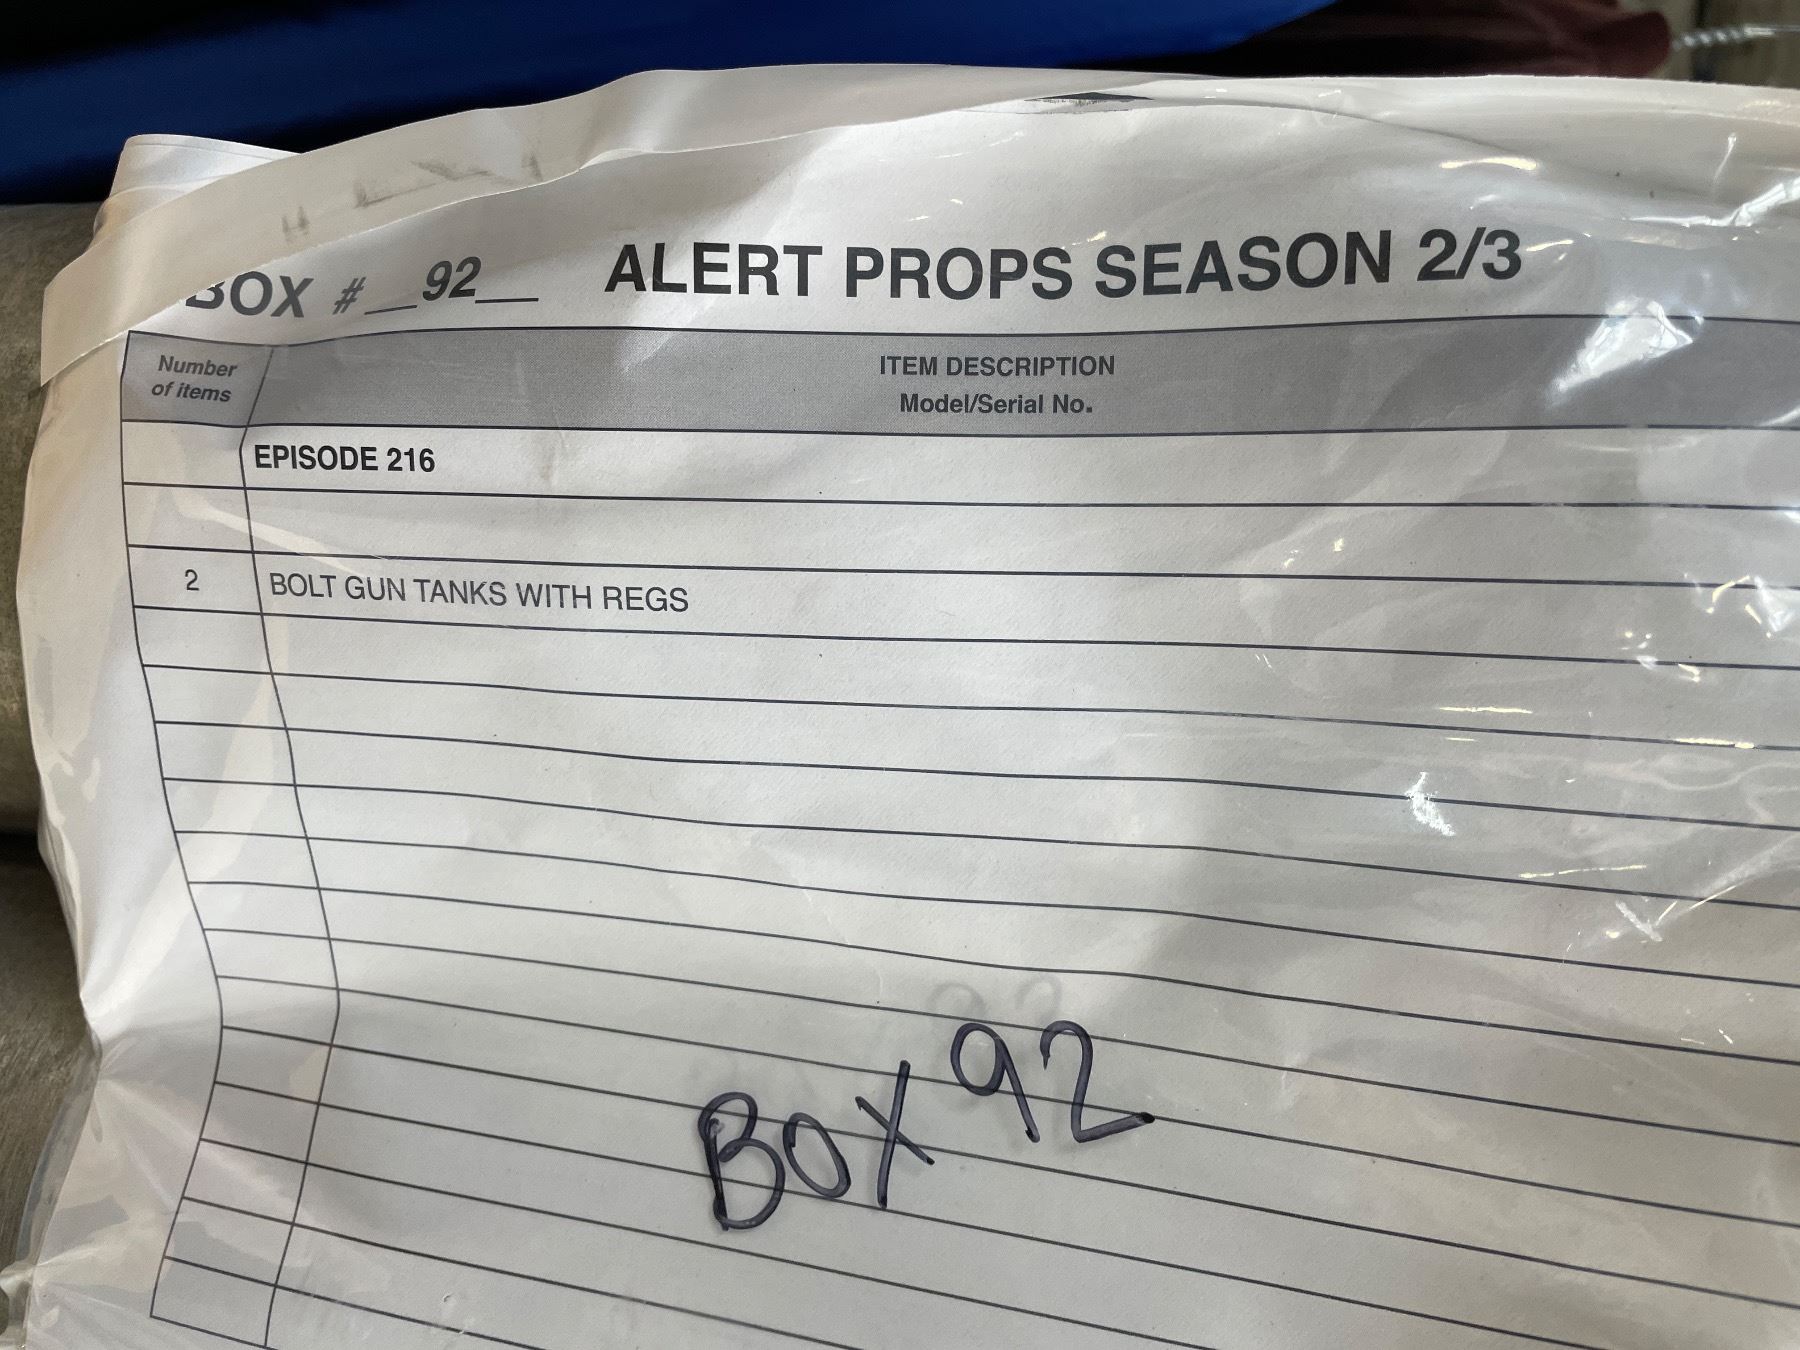 BOX # __92__ ALERT PROPS SEASON 2/3
Number of items
ITEM DESCRIPTION
Model/Serial No.
EPISODE 216
2 BOLT GUN TANKS WITH REGS
BOX 92